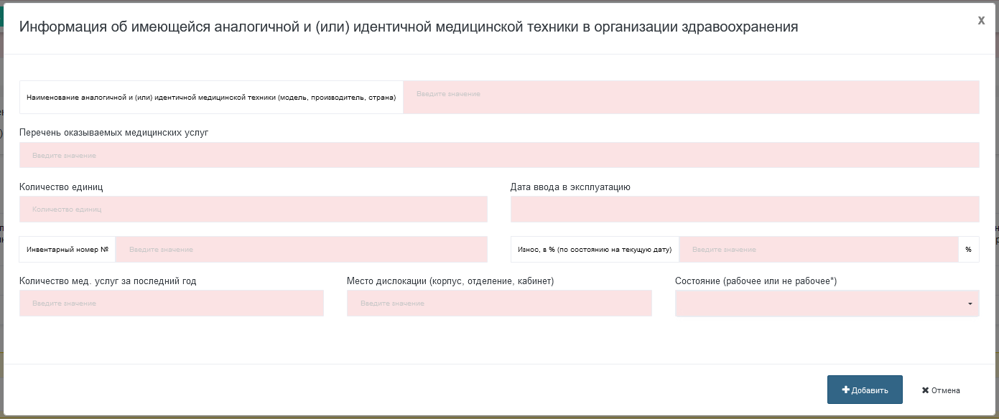 Информация об имеющейся аналогичной и (или) идентичной медицинской техники в организации здравоохранения
x
Наименование аналогичной и (или) идентичной медицинской техники (модель, производитель, страна)
Введите значение
Перечень оказываемых медицинских услуг
Введите значение
Количество единиц
Дата ввода в эксплуатацию
Количество единиц
Инвентарный номер №
Введите значение
Износ, в % (по состоянию на текущую дату)
Введите значение
%
Количество мед. услуг за последний год
Место дислокации (корпус, отделение, кабинет)
Состояние (рабочее или не рабочее*)
Введите значение
Введите значение
Добавить
Отмена